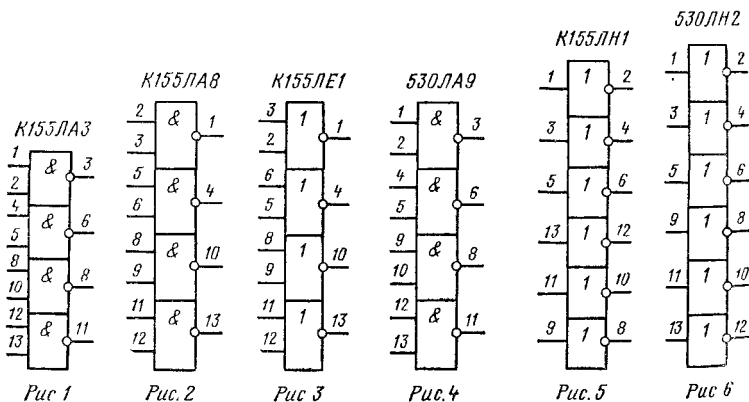 К155ЛА3
1 & 3
2
4 & 6
5
8 & 8
10
12 & 11
13
Рис 1
К155ЛА8
2 & 1
3
5 & 4
6
8 & 10
9
11 & 13
12
Рис. 2
К155ЛЕ1
3 1 1
2
6 1 4
5
8 1 10
9
11 1 13
12
Рис 3
530ЛА9
1 & 3
2
4 & 6
5
9 & 8
10
12 & 11
13
Рис. 4
К155ЛН1
1 1 2
3 1 4
5 1 6
13 1 12
11 1 10
9 1 8
Рис. 5
530ЛН2
1 1 2
3 1 4
5 1 6
9 1 8
11 1 10
13 1 12
Рис 6